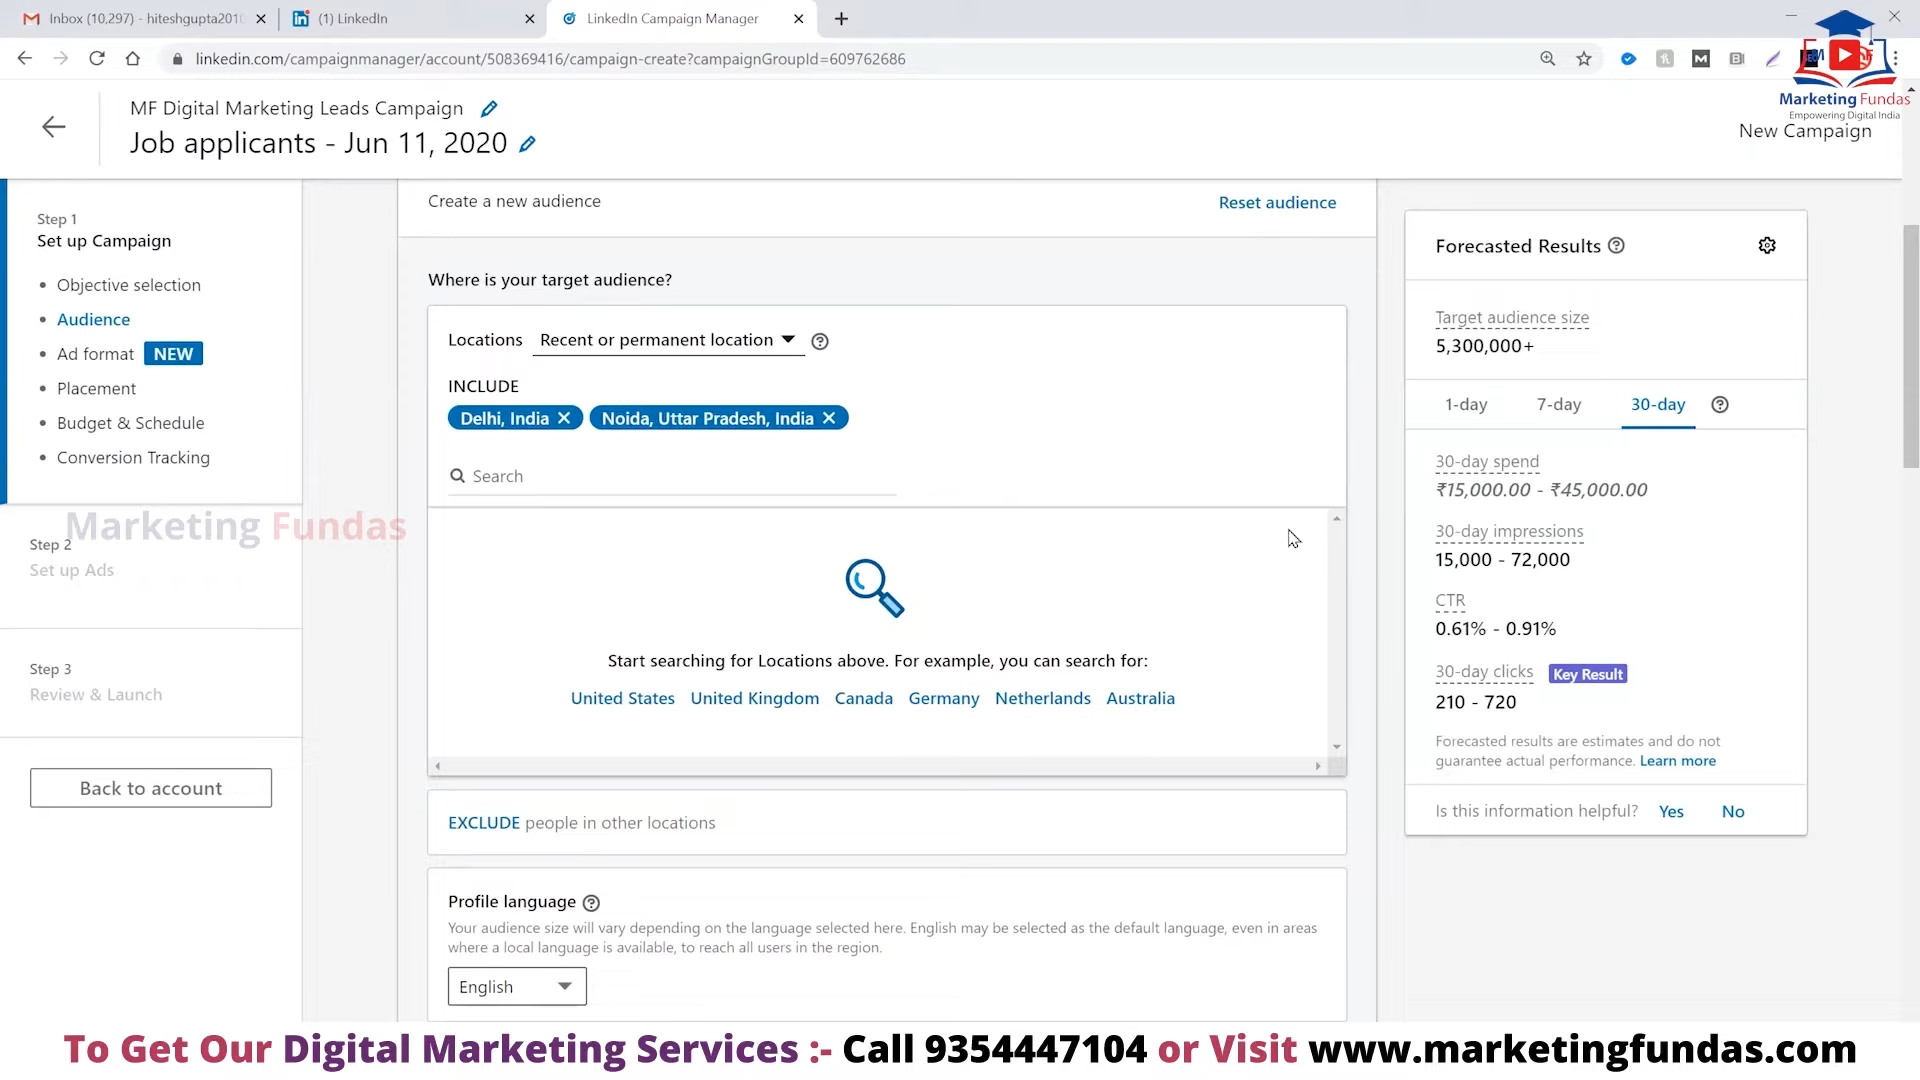 Inbox (10,297) - hiteshgupta201
(1) LinkedIn
LinkedIn Campaign Manager
linkedin.com/campaignmanager/account/508369416/campaign-create?campaignGroupId=609762686
Marketing Fundas
Empowering Digital India
MF Digital Marketing Leads Campaign
Job applicants - Jun 11, 2020
New Campaign
Step 1
Set up Campaign
Objective selection
Audience
Ad format NEW
Placement
Budget & Schedule
Conversion Tracking
Marketing Fundas
Step 2
Set up Ads
Step 3
Review & Launch
Back to account
Create a new audience
Reset audience
Where is your target audience?
Locations Recent or permanent location
INCLUDE
Delhi, India Noida, Uttar Pradesh, India
Search
Start searching for Locations above. For example, you can search for:
United States United Kingdom Canada Germany Netherlands Australia
EXCLUDE people in other locations
Profile language
Your audience size will vary depending on the language selected here. English may be selected as the default language, even in areas
where a local language is available, to reach all users in the region.
English
Forecasted Results
Target audience size
5,300,000+
1-day 7-day 30-day
30-day spend
₹15,000.00 - ₹45,000.00
30-day impressions
15,000 - 72,000
CTR
0.61% - 0.91%
30-day clicks Key Result
210 - 720
Forecasted results are estimates and do not
guarantee actual performance. Learn more
Is this information helpful? Yes No
To Get Our Digital Marketing Services :- Call 9354447104 or Visit www.marketingfundas.com